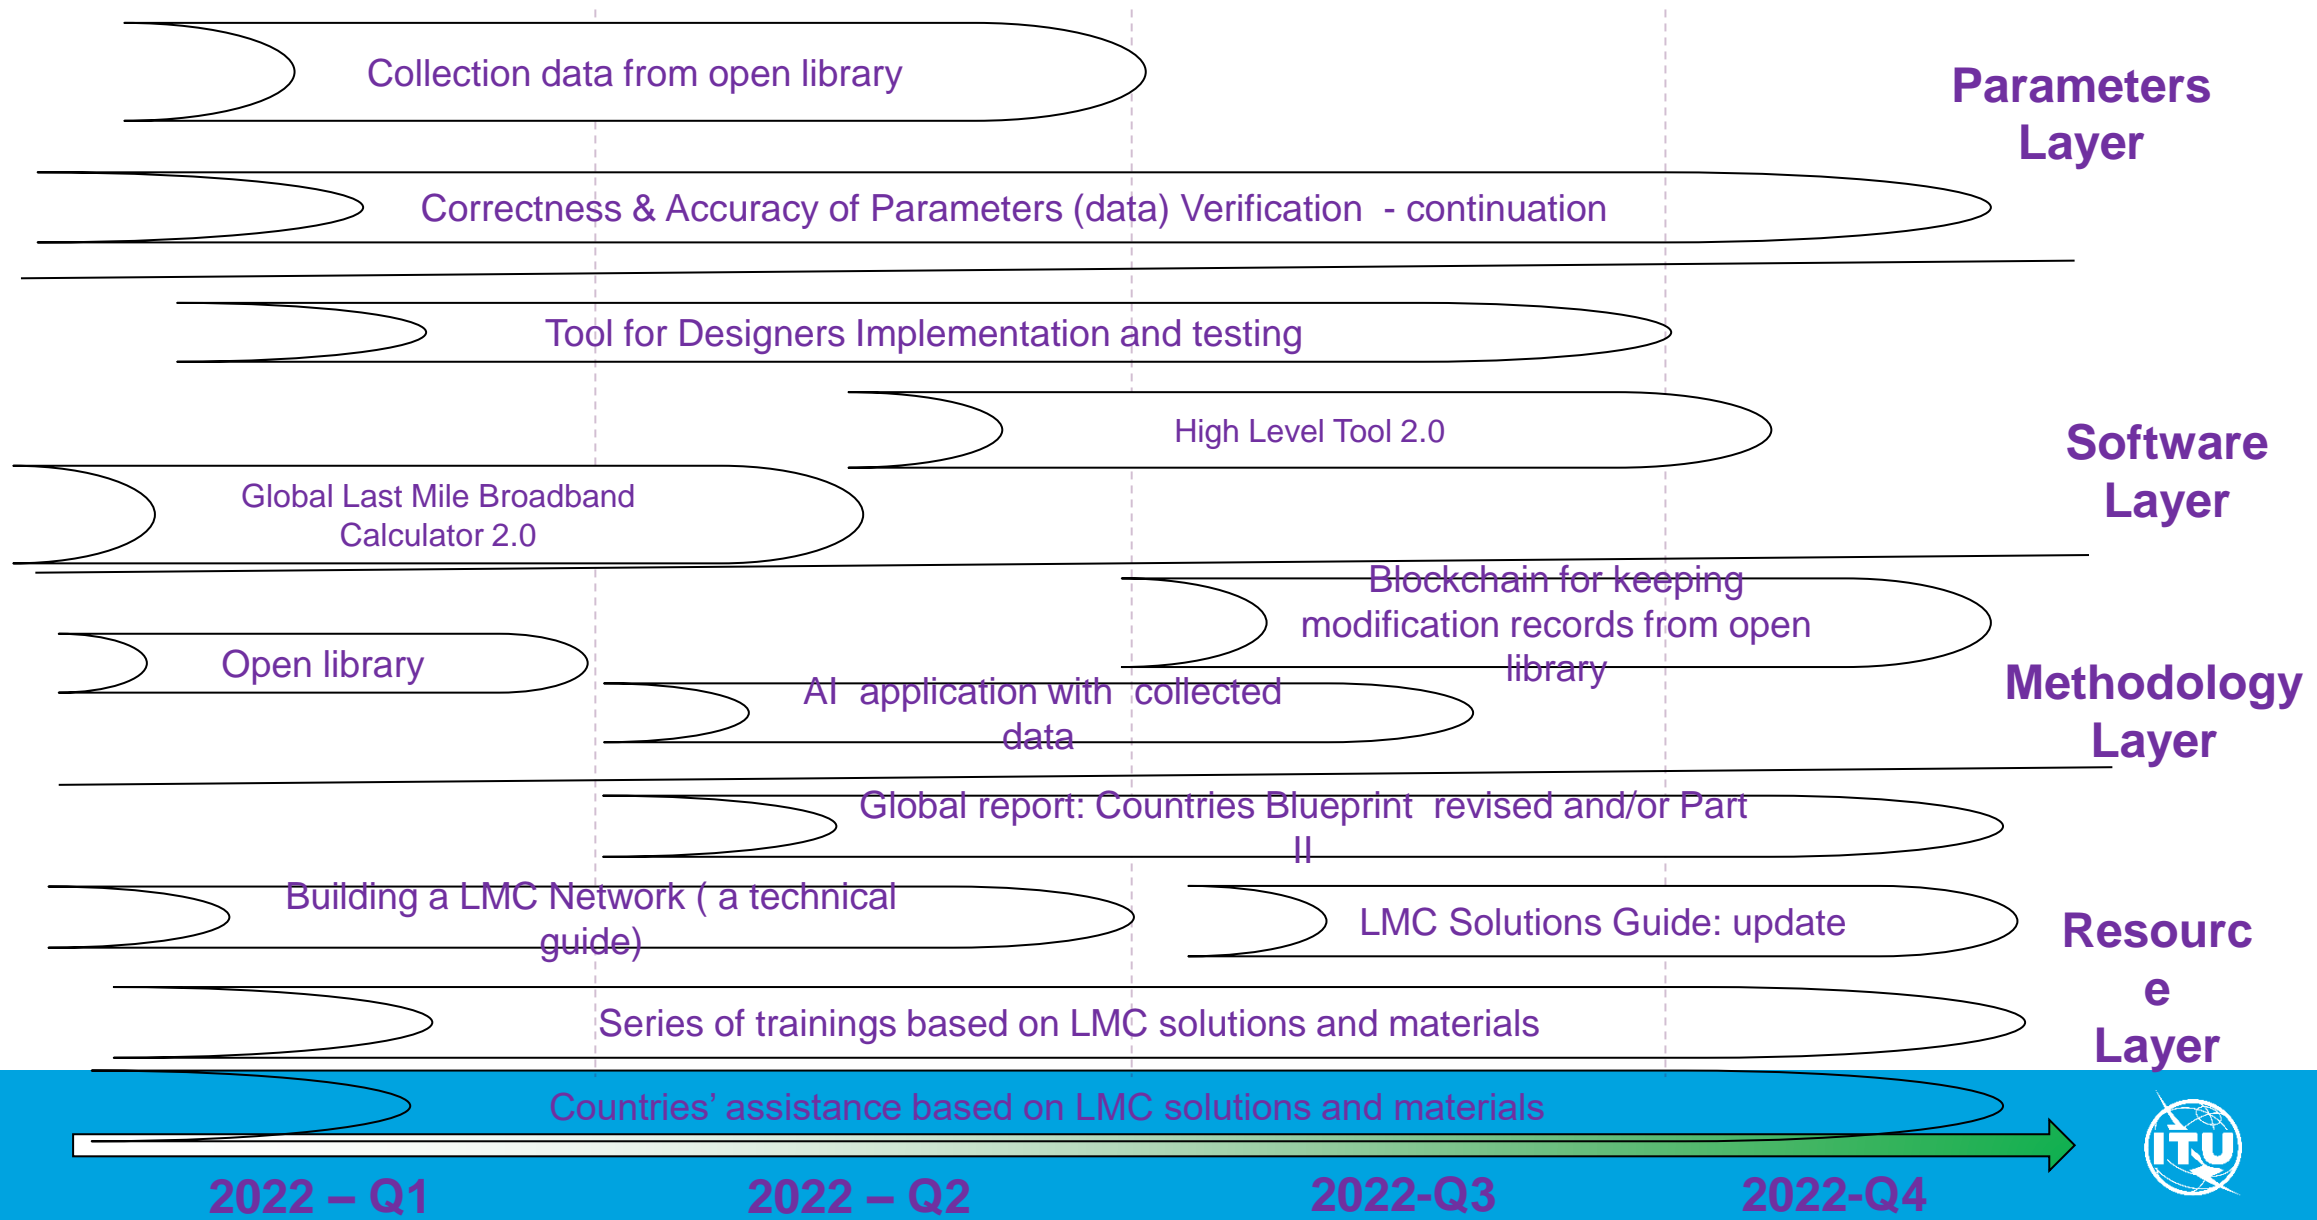 Collection data from open library
Parameters
Layer
Correctness & Accuracy of Parameters (data) Verification - continuation
Tool for Designers Implementation and testing
High Level Tool 2.0
Software
Layer
Global Last Mile Broadband
Calculator 2.0
Blockchain for keeping
modification records from open
library
Open library
AI application with collected
data
Methodology
Layer
Global report: Countries Blueprint revised and/or Part
II
Building a LMC Network ( a technical
guide)
LMC Solutions Guide: update
Resourc
e
Layer
Series of trainings based on LMC solutions and materials
Countries’ assistance based on LMC solutions and materials
ITU
2022 – Q1
2022 – Q2
2022-Q3
2022-Q4